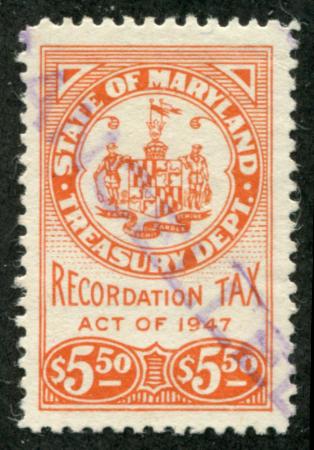 STATE OF MARYLAND
TREASURY DEPT.
RECORDATION TAX
ACT OF 1947
$5.50 $5.50